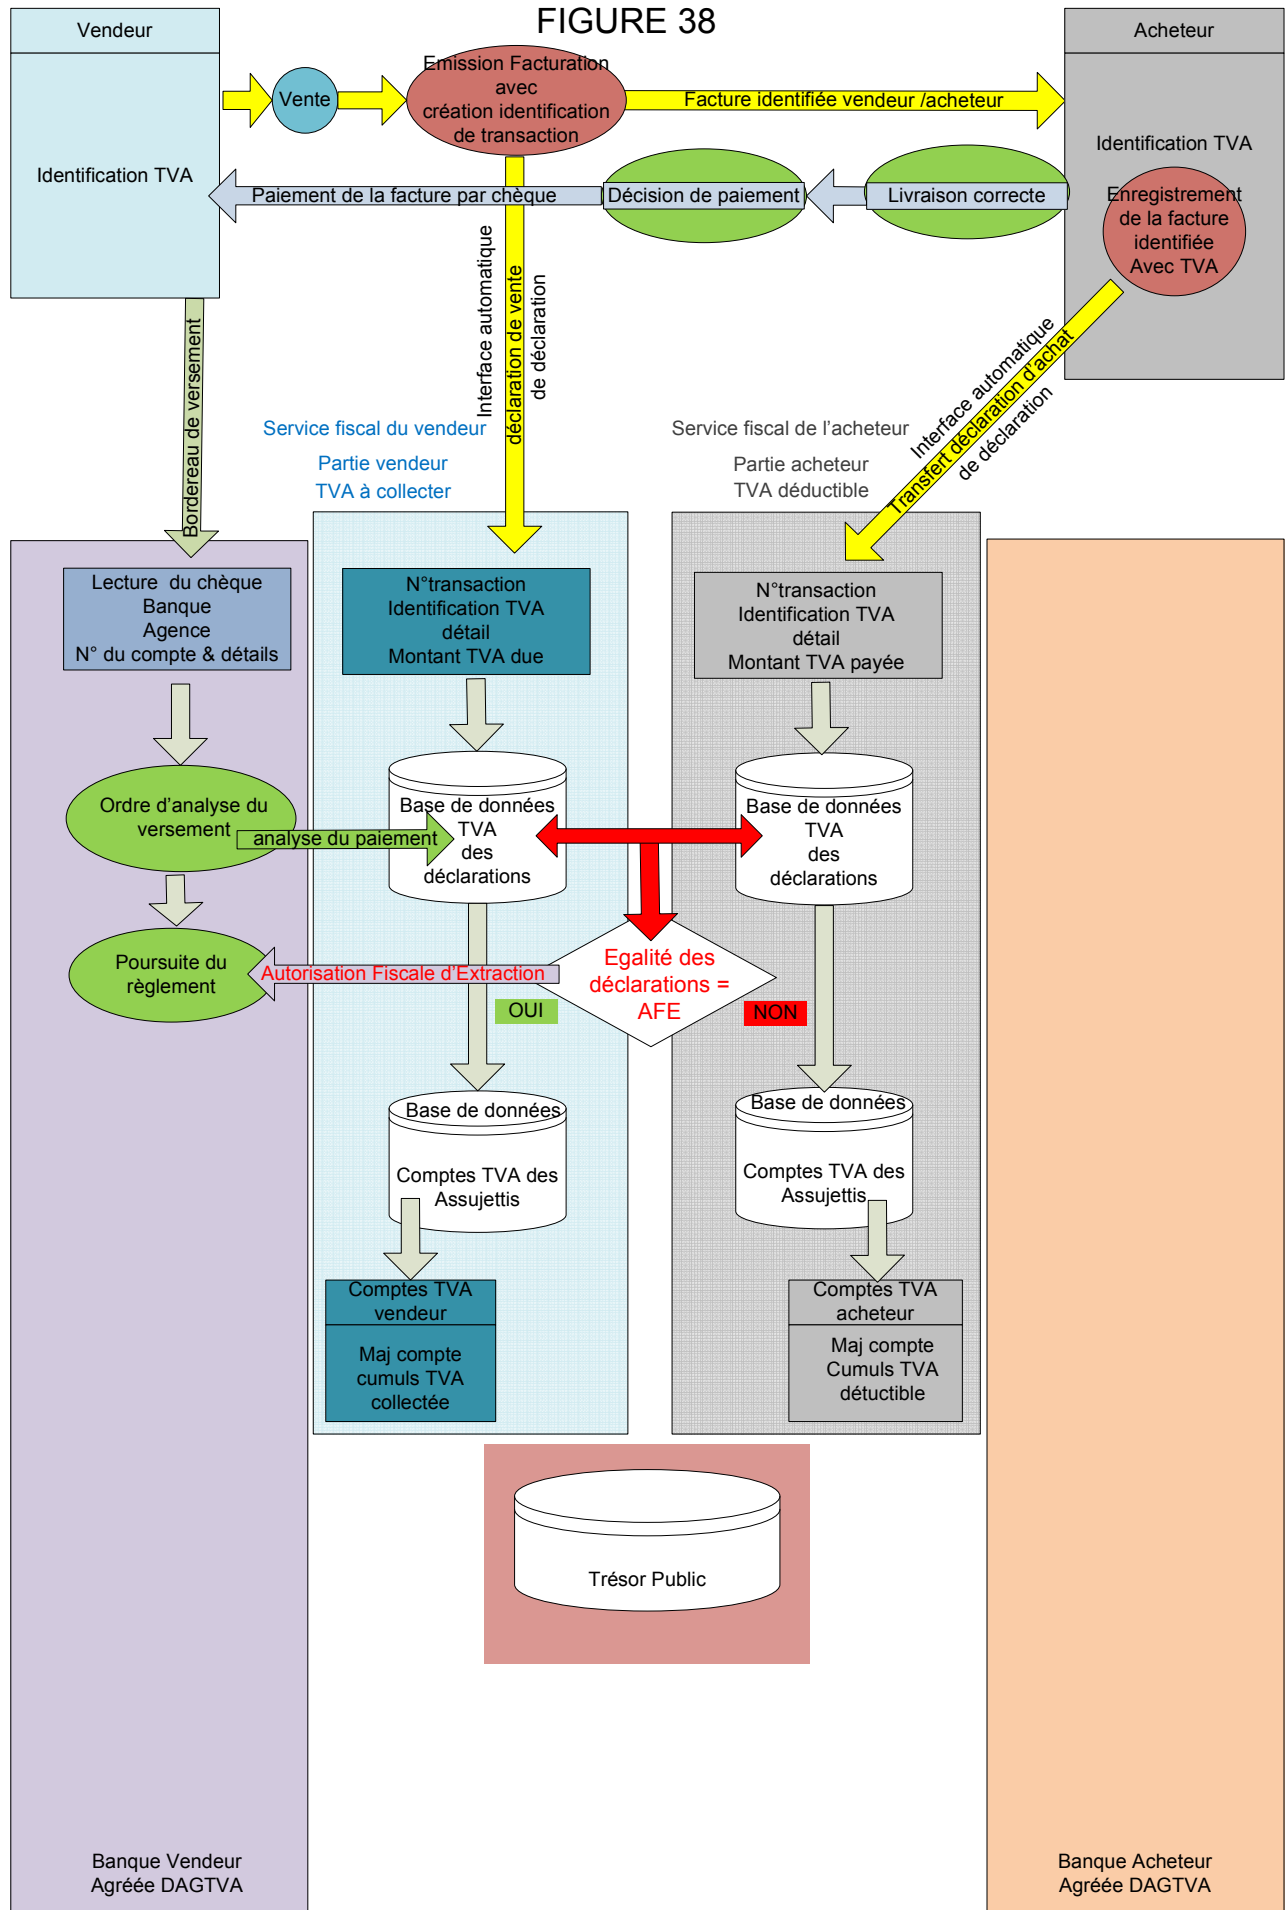 FIGURE 38
Vendeur
Identification TVA
Vente
Emission Facturation
avec
création identification
de transaction
Facture identifiée vendeur /acheteur
Acheteur
Identification TVA
Enregistrement
de la facture
identifiée
Avec TVA
Livraison correcte
Décision de paiement
Paiement de la facture par chèque
Bordereau de versement
Interface automatique
déclaration de vente
de déclaration
Interface automatique
Transfert déclaration d'achat
de déclaration
Service fiscal du vendeur
Partie vendeur
TVA à collecter
Service fiscal de l'acheteur
Partie acheteur
TVA déductible
Lecture du chèque
Banque
Agence
N° du compte & détails
N°transaction
Identification TVA
détail
Montant TVA due
N°transaction
Identification TVA
détail
Montant TVA payée
Ordre d'analyse du
versement
analyse du paiement
Base de données
TVA
des
déclarations
Base de données
TVA
des
déclarations
Poursuite du
règlement
Autorisation Fiscale d'Extraction
Egalité des
déclarations =
AFE
OUI
NON
Base de données
Comptes TVA des
Assujettis
Base de données
Comptes TVA des
Assujettis
Comptes TVA
vendeur
Maj compte
cumuls TVA
collectée
Comptes TVA
acheteur
Maj compte
Cumuls TVA
détuctible
Trésor Public
Banque Vendeur
Agréée DAGTVA
Banque Acheteur
Agréée DAGTVA